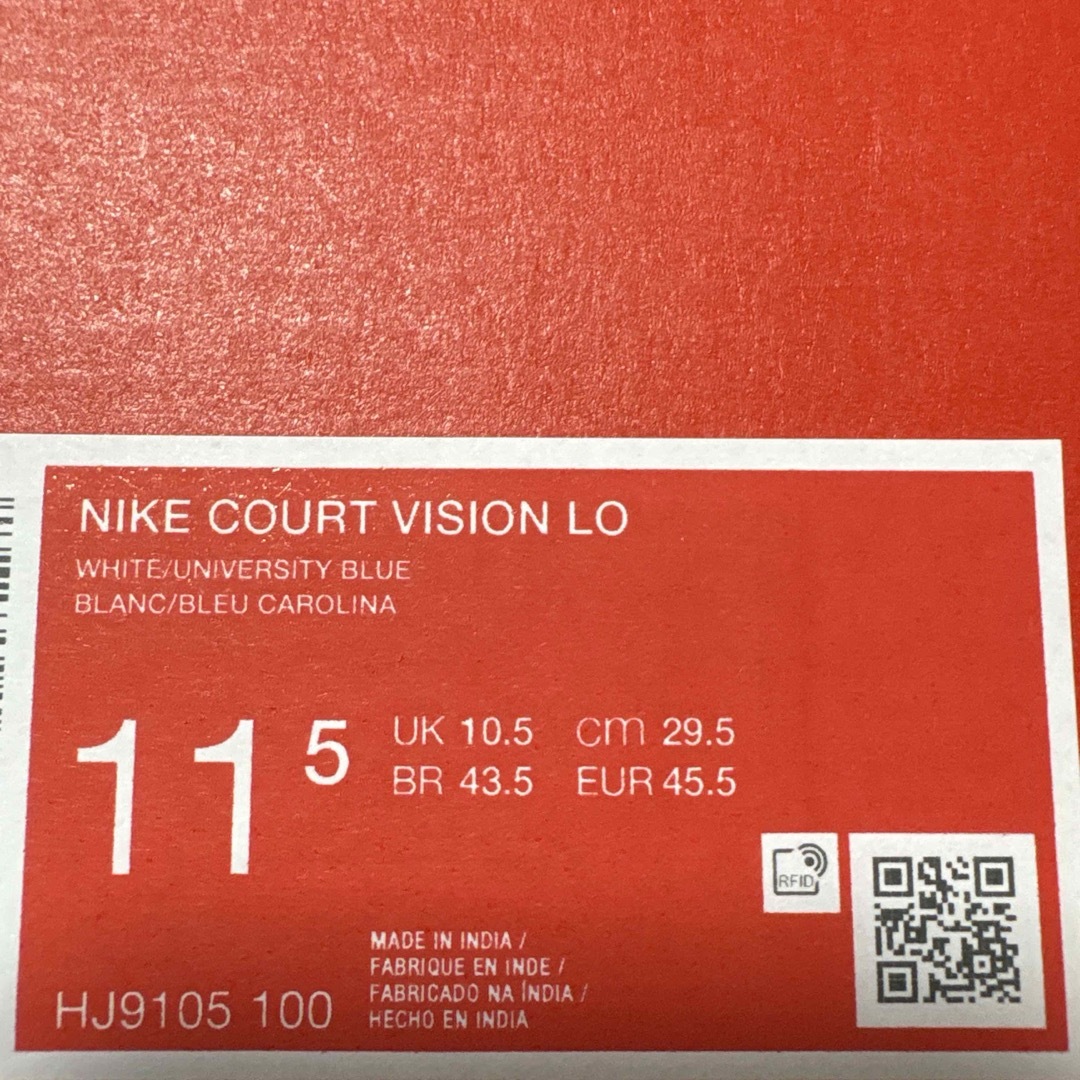 NIKE COURT VISION LO
WHITE/UNIVERSITY BLUE
BLANC/BLEU CAROLINA
11 5
UK 10.5 cm 29.5
BR 43.5 EUR 45.5
RFID
MADE IN INDIA /
FABRIQUE EN INDE /
FABRICADO NA ÍNDIA /
HECHO EN INDIA
HJ9105 100